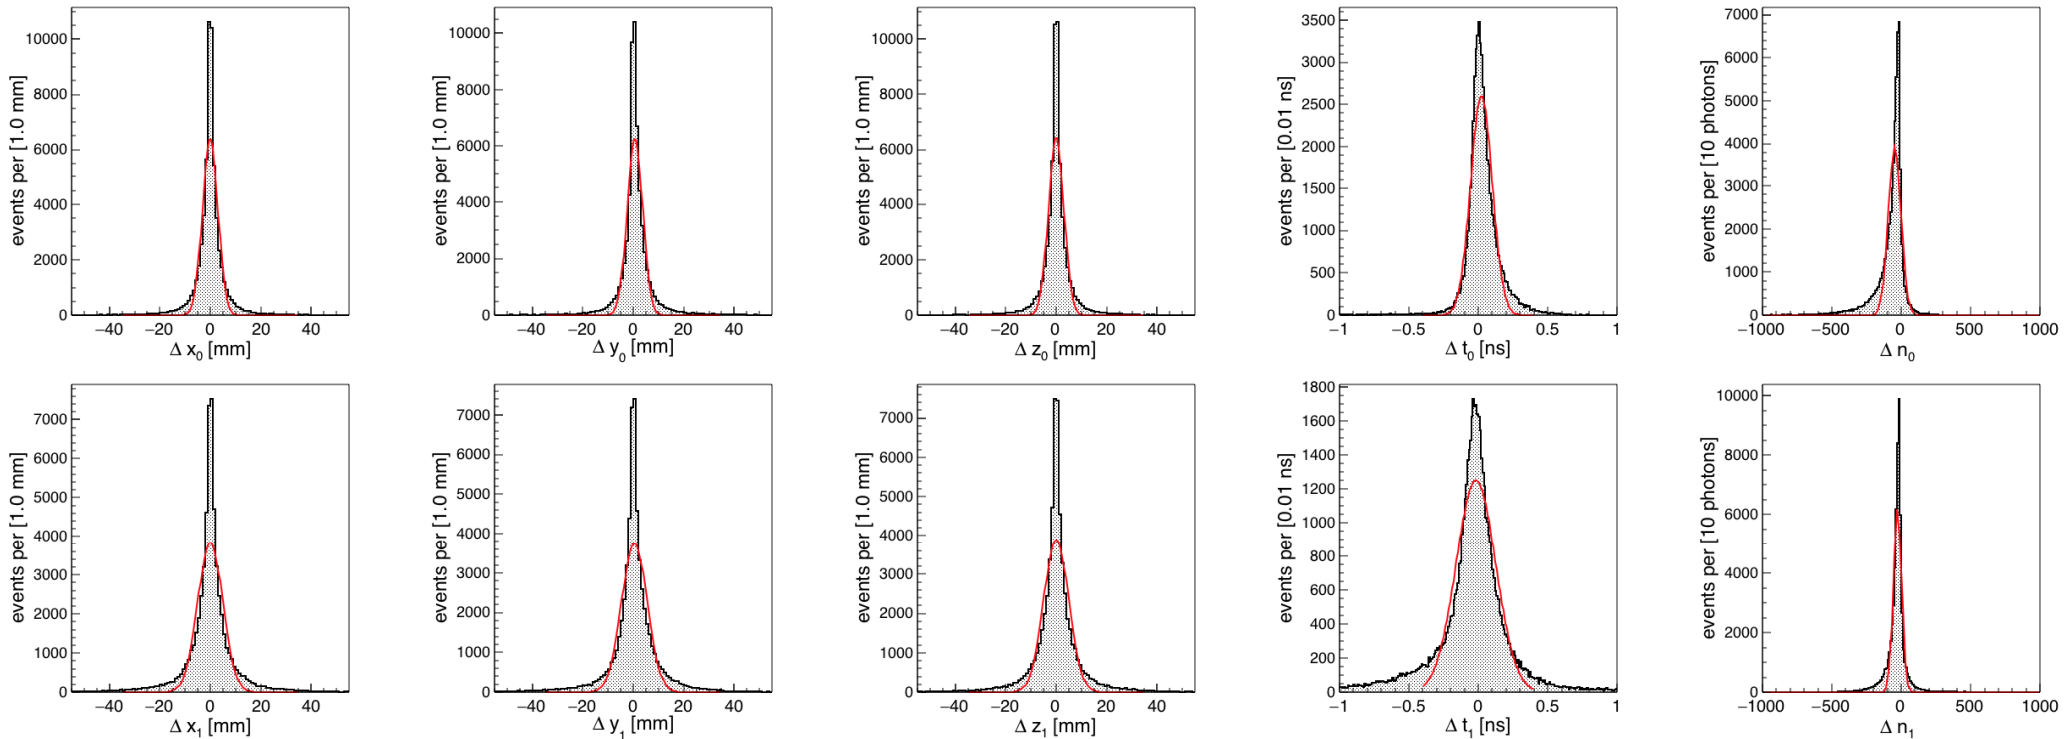 events per [1.0 mm]
10000
8000
6000
4000
2000
0
−40 −20 0 20 40
Δ x₀ [mm]
events per [1.0 mm]
10000
8000
6000
4000
2000
0
−40 −20 0 20 40
Δ y₀ [mm]
events per [1.0 mm]
10000
8000
6000
4000
2000
0
−40 −20 0 20 40
Δ z₀ [mm]
events per [0.01 ns]
3500
3000
2500
2000
1500
1000
500
0
−1 −0.5 0 0.5 1
Δ t₀ [ns]
events per [10 photons]
7000
6000
5000
4000
3000
2000
1000
0
−1000 −500 0 500 1000
Δ n₀
events per [1.0 mm]
7000
6000
5000
4000
3000
2000
1000
0
−40 −20 0 20 40
Δ x₁ [mm]
events per [1.0 mm]
7000
6000
5000
4000
3000
2000
1000
0
−40 −20 0 20 40
Δ y₁ [mm]
events per [1.0 mm]
7000
6000
5000
4000
3000
2000
1000
0
−40 −20 0 20 40
Δ z₁ [mm]
events per [0.01 ns]
1800
1600
1400
1200
1000
800
600
400
200
0
−1 −0.5 0 0.5 1
Δ t₁ [ns]
events per [10 photons]
10000
8000
6000
4000
2000
0
−1000 −500 0 500 1000
Δ n₁